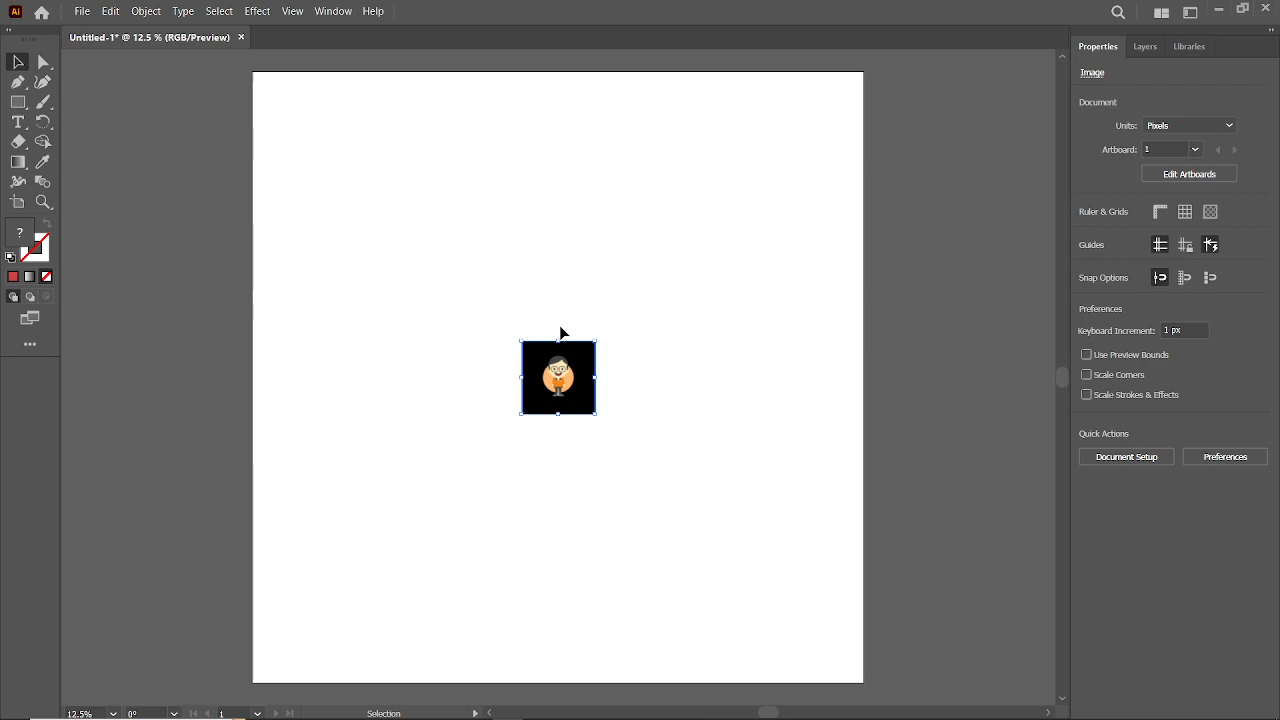 Ai File Edit Object Type Select Effect View Window Help
Untitled-1* @ 12.5 % (RGB/Preview)
Properties Layers Libraries
Image
Document
Units: Pixels
Artboard: 1
Edit Artboards
Ruler & Grids
Guides
Snap Options
Preferences
Keyboard Increment: 1 px
Use Preview Bounds
Scale Corners
Scale Strokes & Effects
Quick Actions
Document Setup Preferences
?
12.5% 0° 1 Selection